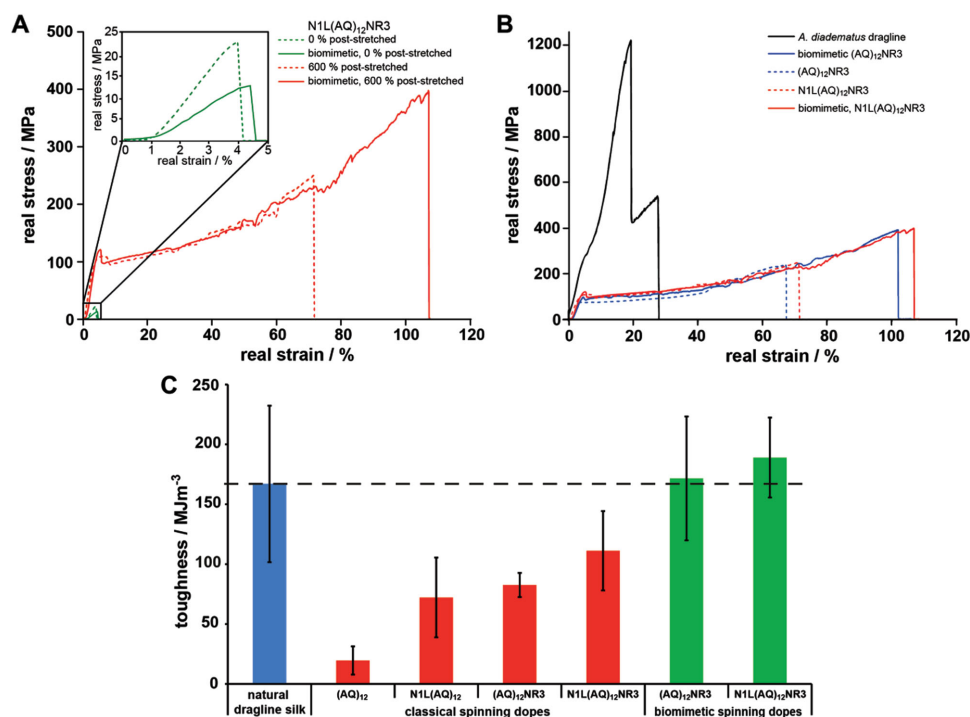 A
N1L(AQ)12NR3
0 % post-stretched
biomimetic, 0 % post-stretched
600 % post-stretched
biomimetic, 600 % post-stretched
real stress / MPa
500
400
300
200
100
0
0 20 40 60 80 100 120
real strain / %
real stress / MPa
25
20
15
10
5
0
0 1 2 3 4 5
real strain / %
B
A. diadematus dragline
biomimetic (AQ)12NR3
(AQ)12NR3
N1L(AQ)12NR3
biomimetic, N1L(AQ)12NR3
real stress / MPa
1200
1000
800
600
400
200
0
0 20 40 60 80 100 120
real strain / %
C
toughness / MJm-3
250
200
150
100
50
0
natural
dragline silk
(AQ)12 N1L(AQ)12 (AQ)12NR3 N1L(AQ)12NR3
classical spinning dopes
(AQ)12NR3 N1L(AQ)12NR3
biomimetic spinning dopes